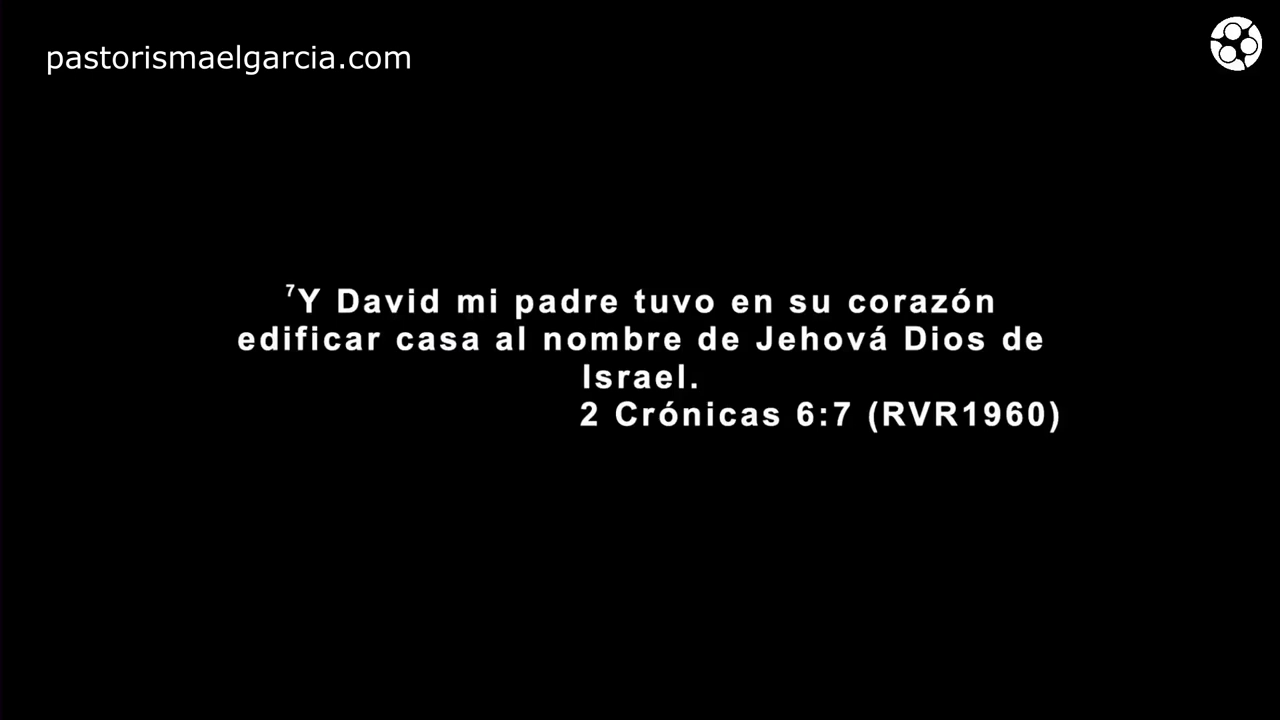 pastorismaelgarcia.com
⁷Y David mi padre tuvo en su corazón
edificar casa al nombre de Jehová Dios de
Israel.
2 Crónicas 6:7 (RVR1960)